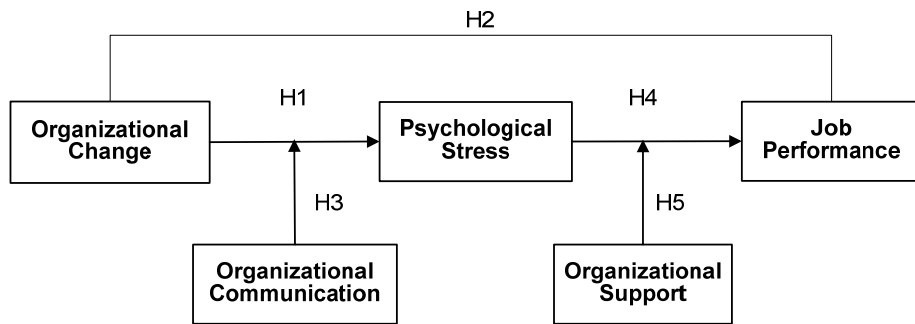 H2
H1
H4
Organizational
Change
Psychological
Stress
Job
Performance
H3
H5
Organizational
Communication
Organizational
Support